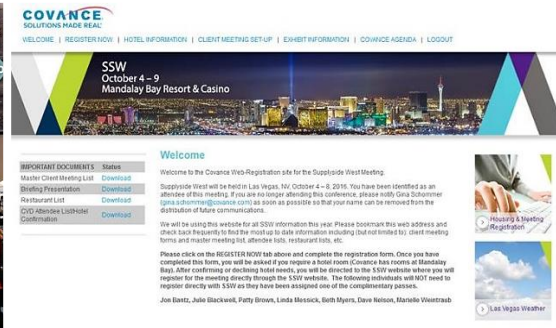 COVANCE
SOLUTIONS MADE REAL
WELCOME | REGISTER NOW | HOTEL INFORMATION | CLIENT MEETING SET-UP | EXHIBIT INFORMATION | COVANCE AGENDA | LOGOUT
SSW
October 4 – 9
Mandalay Bay Resort & Casino
IMPORTANT DOCUMENTS Status
Master Client Meeting List Download
Briefing Presentation Download
Restaurant List Download
CVD Attendee List/Hotel
Confirmation Download
Welcome
Welcome to the Covance Web-Registration site for the Supplyside West Meeting.
Supplyside West will be held in Las Vegas, NV, October 4 – 8, 2016. You have been identified as an
attendee of this meeting. If you are no longer attending this conference, please notify Gina Schommer
(gina.schommer@covance.com) as soon as possible so that your name can be removed from the
distribution of future communications.
We will be using this website for all SSW information this year. Please bookmark this web address and
check back frequently to find the most up to date information including (but not limited to) client meeting
forms and master meeting list, attendee lists, restaurant lists, etc.
Please click on the REGISTER NOW tab above and complete the registration form. Once you have
completed this form, you will be asked if you require a hotel room (Covance has rooms at Mandalay
Bay). After confirming or declining hotel needs, you will be directed to the SSW website where you will
register for the meeting directly through the SSW website. The following individuals will NOT need to
register directly with SSW as they have been assigned one of the complimentary passes.
Jon Bantz, Julie Blackwell, Patty Brown, Linda Messick, Beth Myers, Dave Nelson, Marielle Weintraub
Housing & Meeting
Registration
Las Vegas Weather